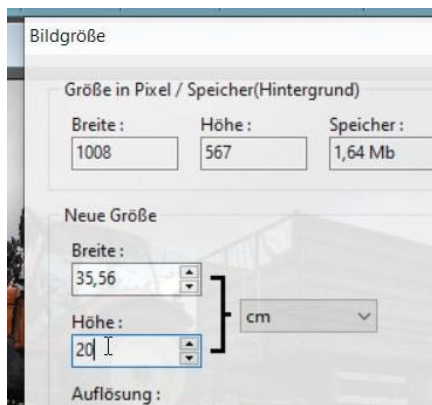 Bildgröße
Größe in Pixel / Speicher(Hintergrund)
Breite : Höhe : Speicher :
1008 567 1,64 Mb
Neue Größe
Breite :
35,56
cm
Höhe :
20
Auflösung :